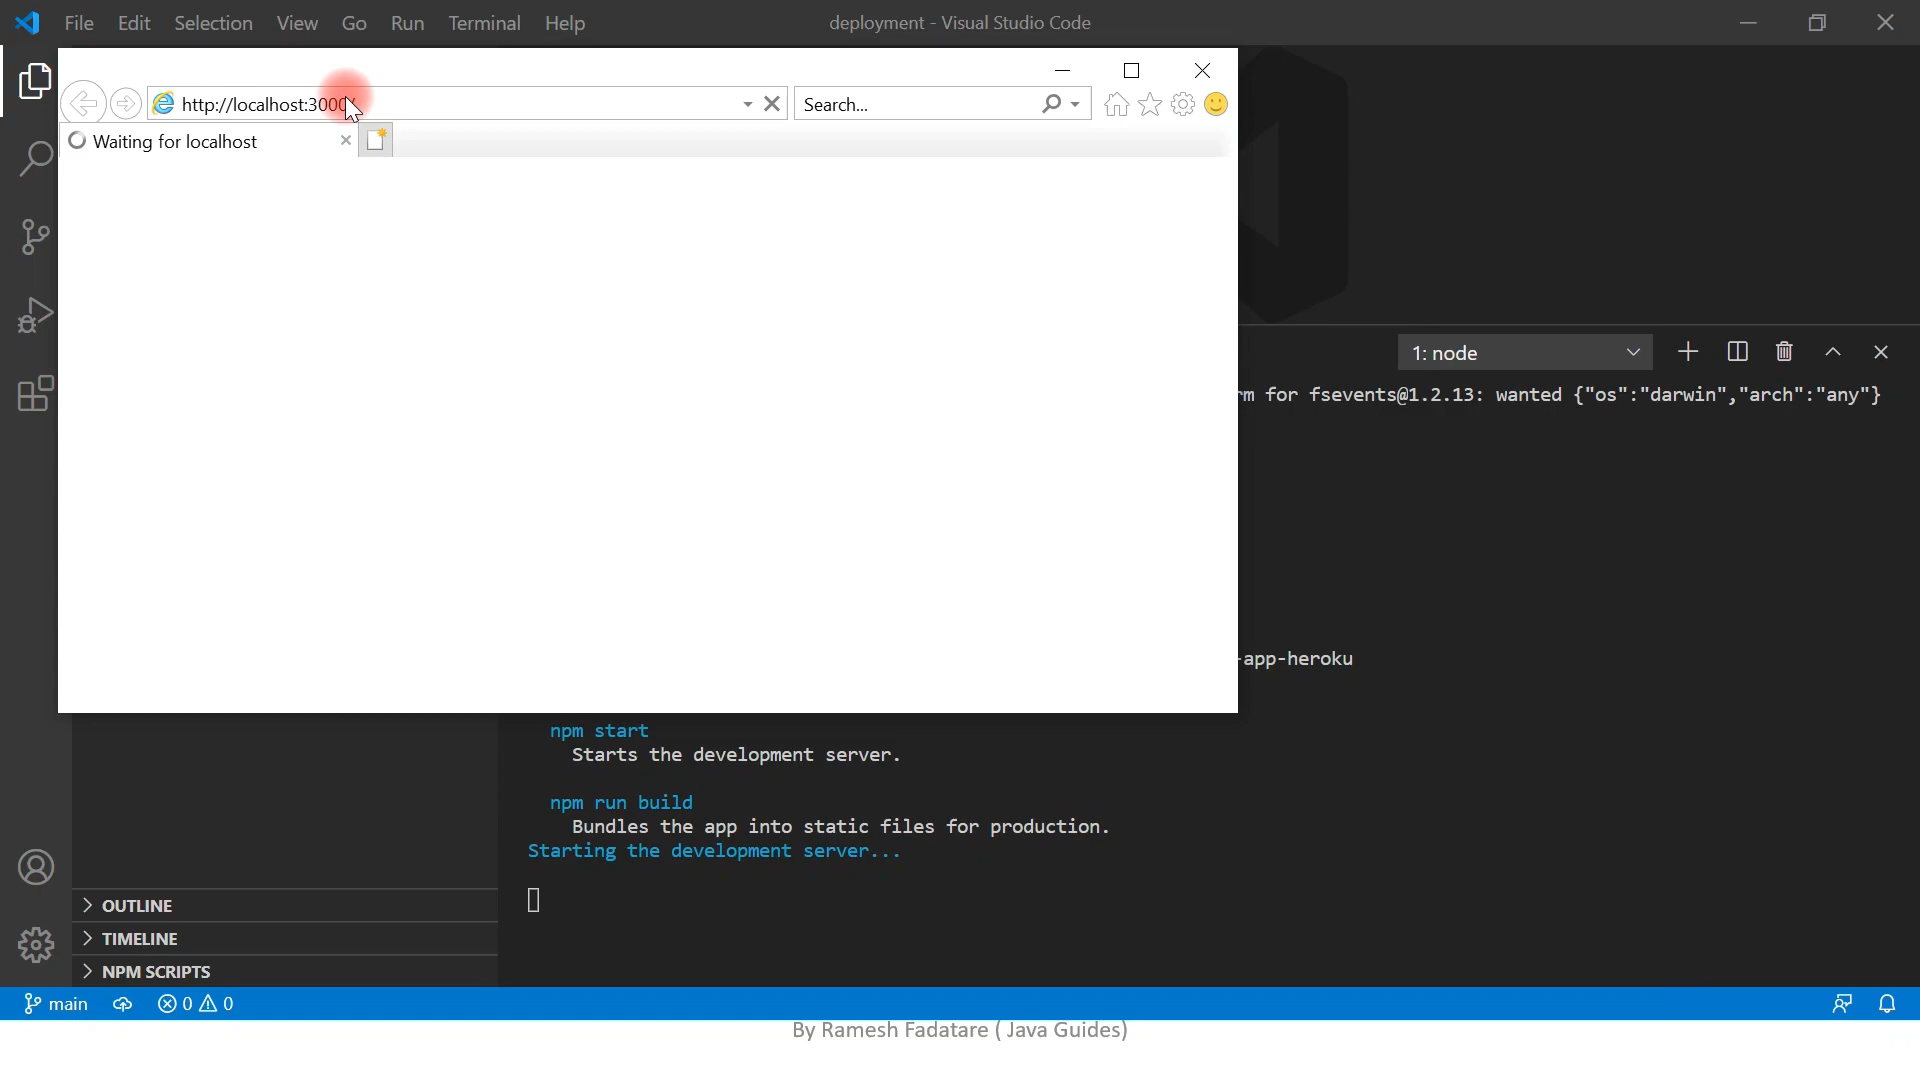 File Edit Selection View Go Run Terminal Help
deployment - Visual Studio Code
http://localhost:3000/
Search...
Waiting for localhost
1: node
rm for fsevents@1.2.13: wanted {"os":"darwin","arch":"any"}
-app-heroku
npm start
Starts the development server.
npm run build
Bundles the app into static files for production.
Starting the development server...
OUTLINE
TIMELINE
NPM SCRIPTS
main 0 0
By Ramesh Fadatare ( Java Guides)